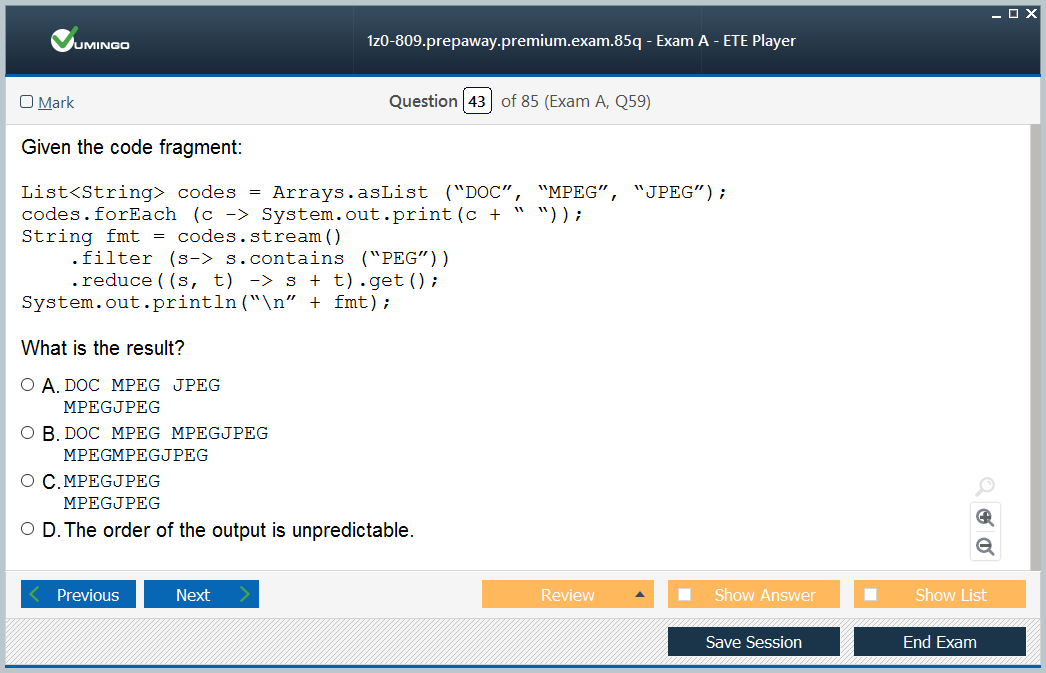 VUMINGO
1z0-809.prepaway.premium.exam.85q - Exam A - ETE Player
Mark
Question 43 of 85 (Exam A, Q59)
Given the code fragment:
List<String> codes = Arrays.asList (“DOC”, “MPEG”, “JPEG”);
codes.forEach (c -> System.out.print(c + “ “));
String fmt = codes.stream()
.filter (s-> s.contains (“PEG”))
.reduce((s, t) -> s + t).get();
System.out.println(“\n” + fmt);
What is the result?
A. DOC MPEG JPEG
MPEGJPEG
B. DOC MPEG MPEGJPEG
MPEGMPEGJPEG
C. MPEGJPEG
MPEGJPEG
D. The order of the output is unpredictable.
Previous
Next
Review
Show Answer
Show List
Save Session
End Exam